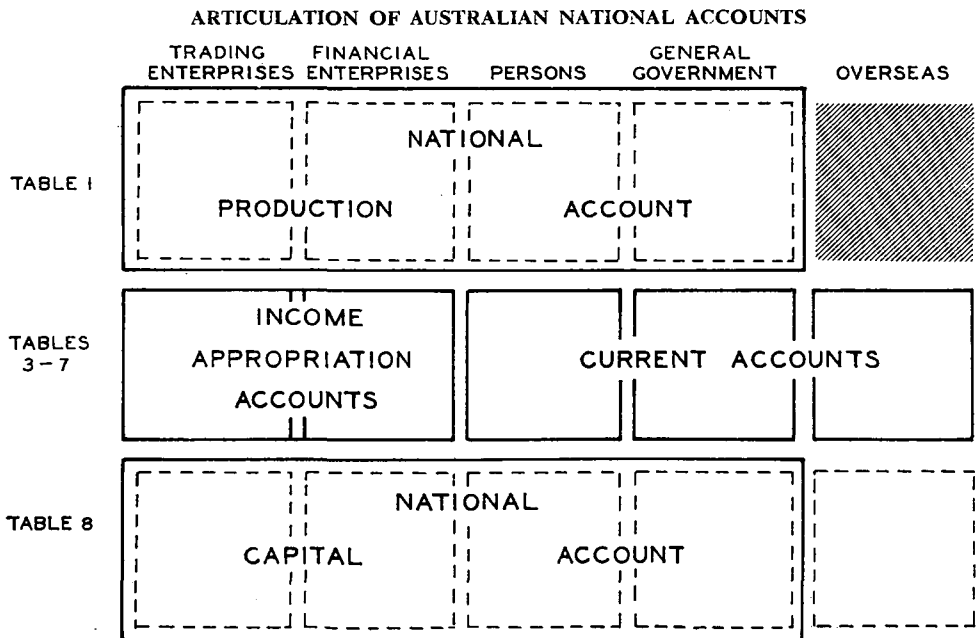 ARTICULATION OF AUSTRALIAN NATIONAL ACCOUNTS
TRADING ENTERPRISES
FINANCIAL ENTERPRISES
PERSONS
GENERAL GOVERNMENT
OVERSEAS
TABLE 1
NATIONAL
PRODUCTION ACCOUNT
TABLES 3-7
INCOME
APPROPRIATION
ACCOUNTS
CURRENT ACCOUNTS
TABLE 8
NATIONAL
CAPITAL ACCOUNT